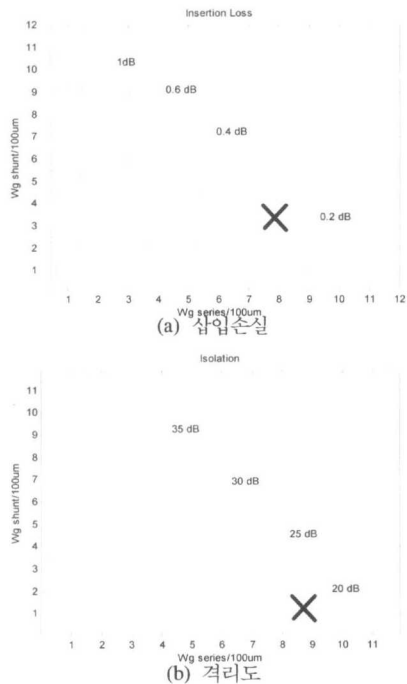 Insertion Loss
12
11
10
9
8
7
6
5
4
3
2
1
Wg shunt/100um
1dB
0.6 dB
0.4 dB
0.2 dB
1 2 3 4 5 6 7 8 9 10 11 12
Wg series/100um
(a) 삽입손실
Isolation
11
10
9
8
7
6
5
4
3
2
1
Wg shunt/100um
35 dB
30 dB
25 dB
20 dB
1 2 3 4 5 6 7 8 9 10 11
Wg series/100um
(b) 격리도